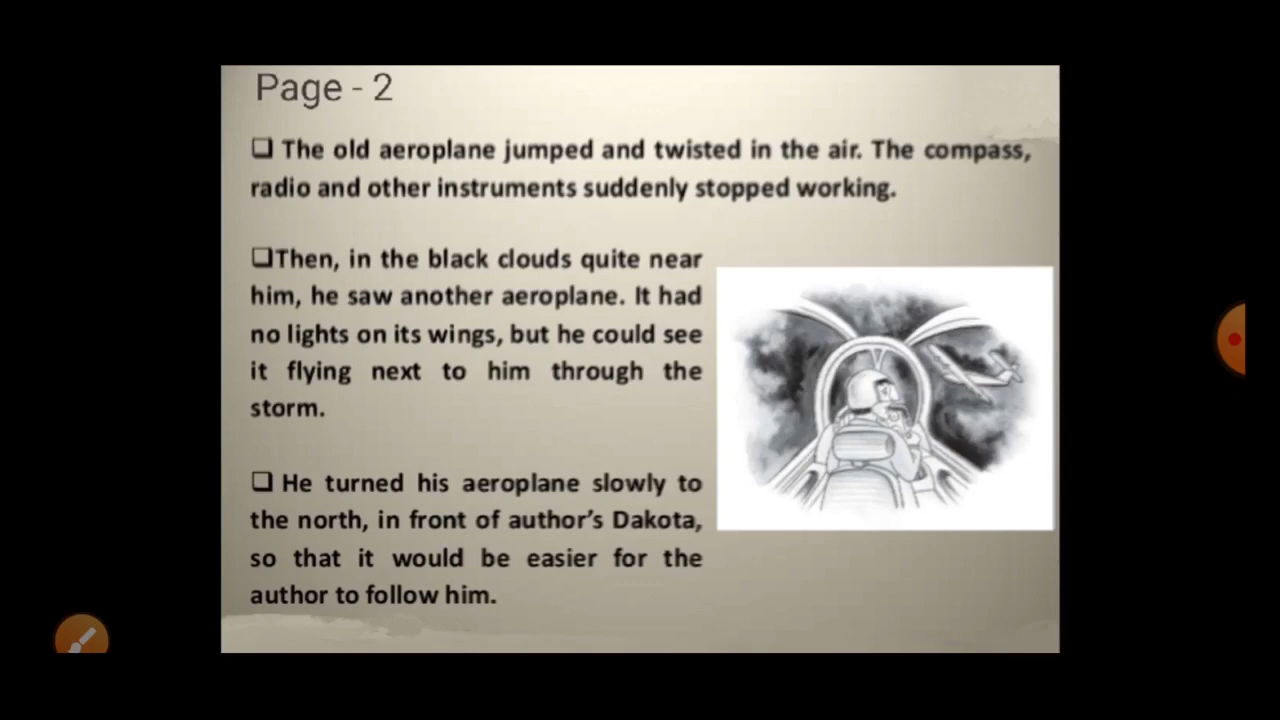 Page - 2
❑ The old aeroplane jumped and twisted in the air. The compass,
radio and other instruments suddenly stopped working.
❑Then, in the black clouds quite near
him, he saw another aeroplane. It had
no lights on its wings, but he could see
it flying next to him through the
storm.
❑ He turned his aeroplane slowly to
the north, in front of author's Dakota,
so that it would be easier for the
author to follow him.